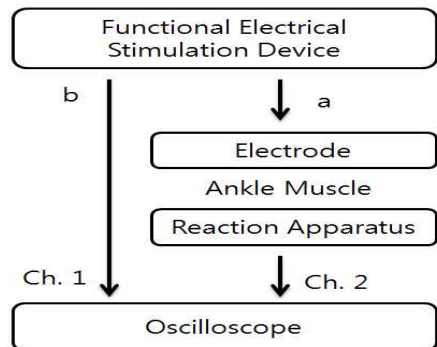 Functional Electrical
Stimulation Device
b
a
Electrode
Ankle Muscle
Reaction Apparatus
Ch. 1
Ch. 2
Oscilloscope